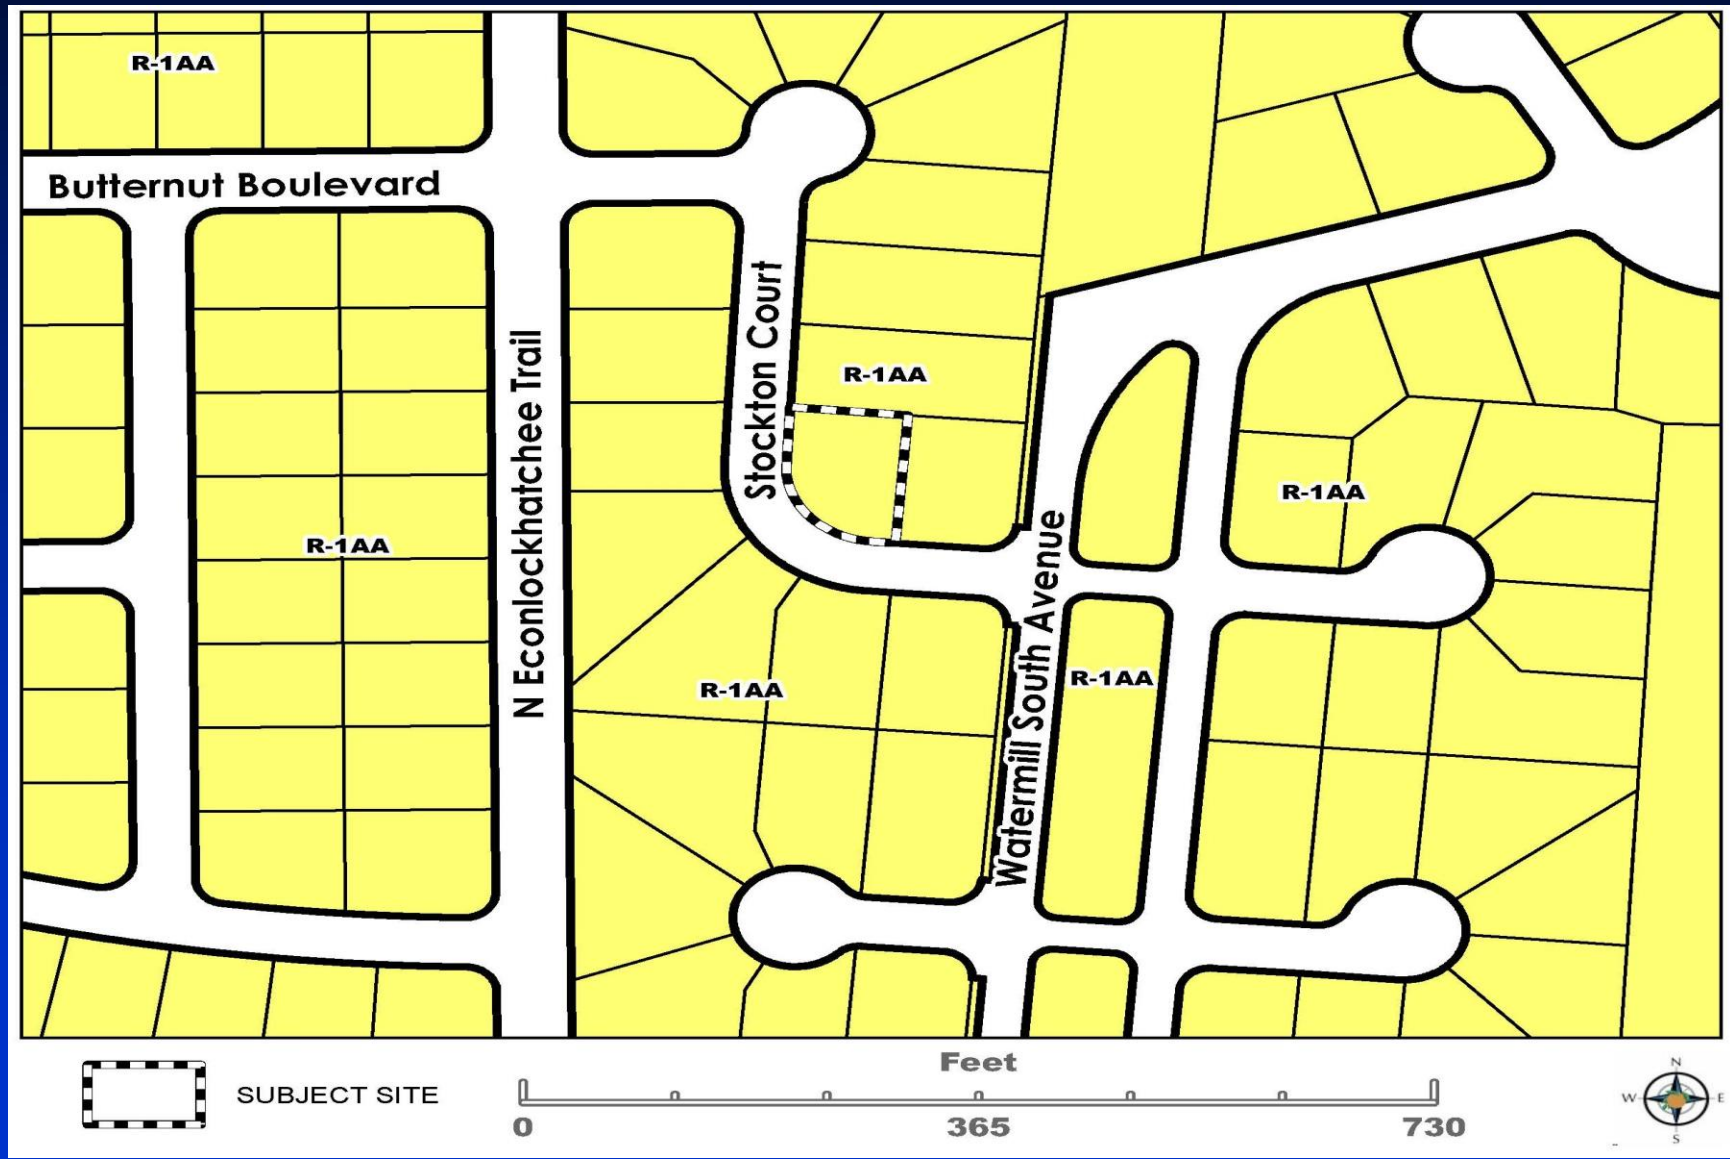 R-1AA
Butternut Boulevard
Stockton Court
N Econlockhatchee Trail
R-1AA
R-1AA
R-1AA
Watermill South Avenue
R-1AA
R-1AA
SUBJECT SITE
Feet
0 365 730
N
W E
S